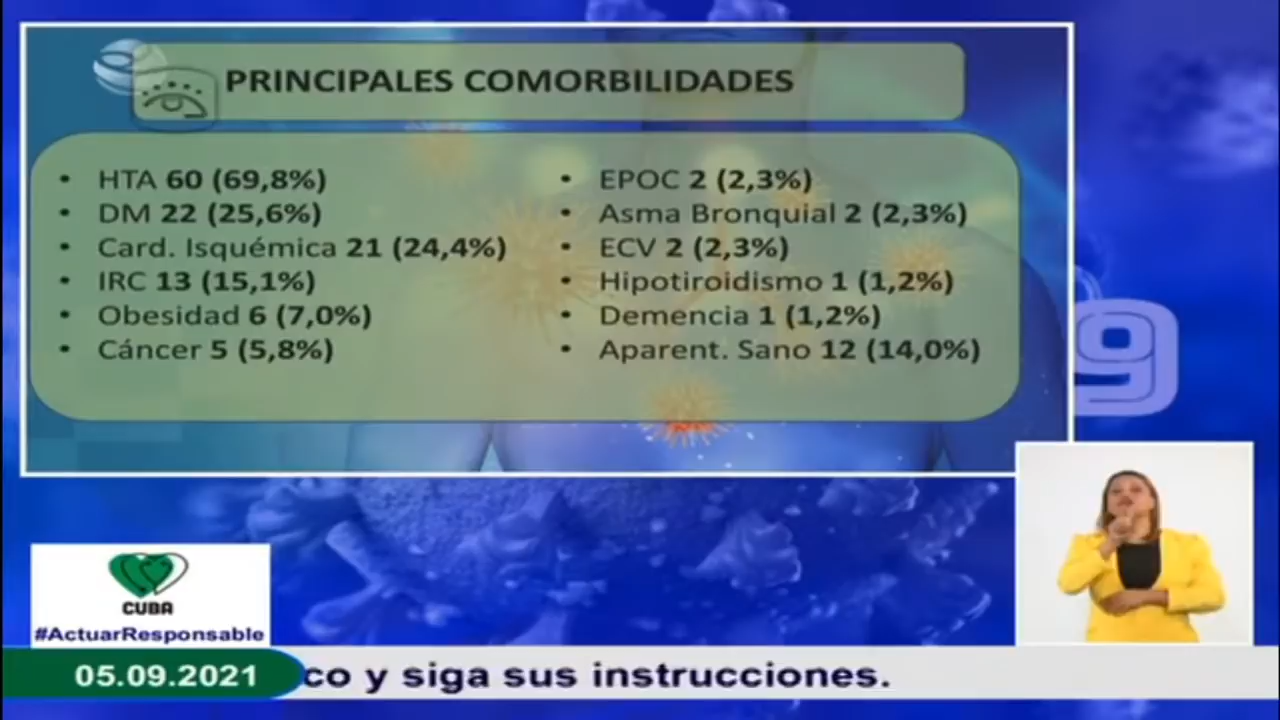 PRINCIPALES COMORBILIDADES
• HTA 60 (69,8%)
• DM 22 (25,6%)
• Card. Isquémica 21 (24,4%)
• IRC 13 (15,1%)
• Obesidad 6 (7,0%)
• Cáncer 5 (5,8%)
• EPOC 2 (2,3%)
• Asma Bronquial 2 (2,3%)
• ECV 2 (2,3%)
• Hipotiroidismo 1 (1,2%)
• Demencia 1 (1,2%)
• Aparent. Sano 12 (14,0%)
9
CUBA
#ActuarResponsable
05.09.2021 co y siga sus instrucciones.